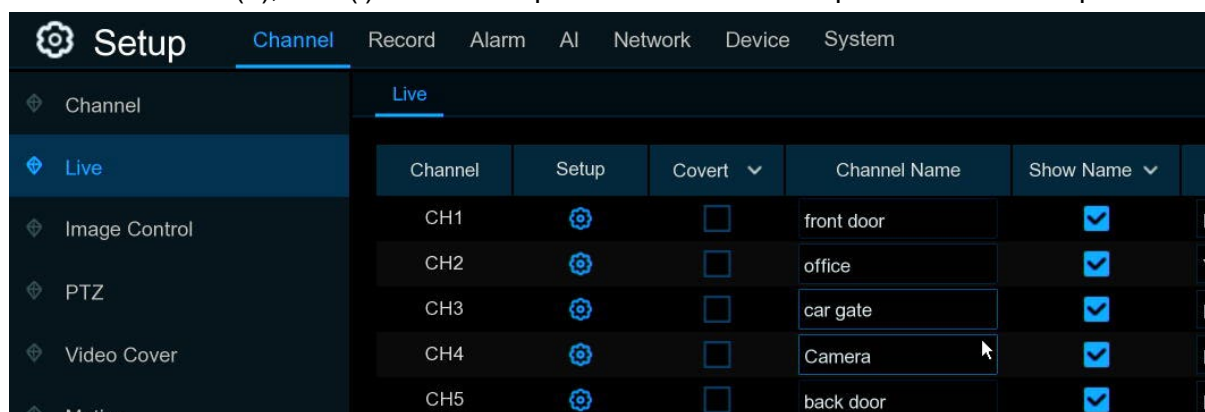 Setup Channel Record Alarm AI Network Device System
Channel
Live
Live
Channel Setup Covert Channel Name Show Name
Image Control
PTZ
Video Cover
CH1 front door
CH2 office
CH3 car gate
CH4 Camera
CH5 back door